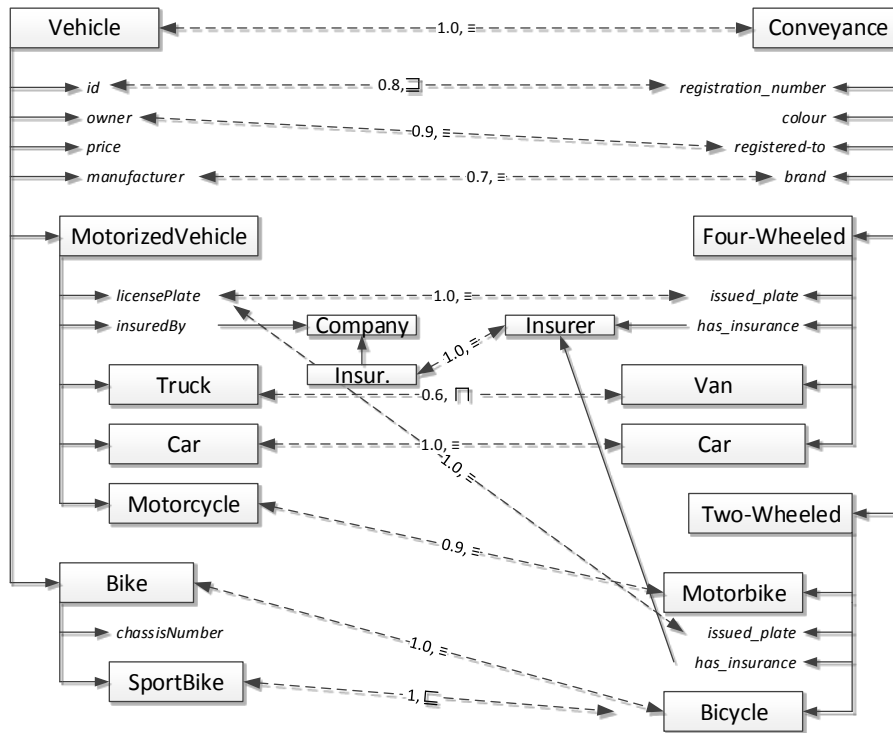 Vehicle 1.0, ≡ Conveyance
id 0.8, ⊒ registration_number
owner colour
0.9, ≡
price registered-to
manufacturer 0.7, ≡ brand
MotorizedVehicle Four-Wheeled
licensePlate 1.0, ≡ issued_plate
insuredBy Company Insurer has_insurance
1.0, ≡
Insur.
Truck 0.6, ⊓ Van
Car 1.0, ≡ Car
1.0, ≡
Motorcycle Two-Wheeled
0.9, ≡
Bike Motorbike
chassisNumber issued_plate
1.0, ≡
has_insurance
SportBike 1, ⊏ Bicycle